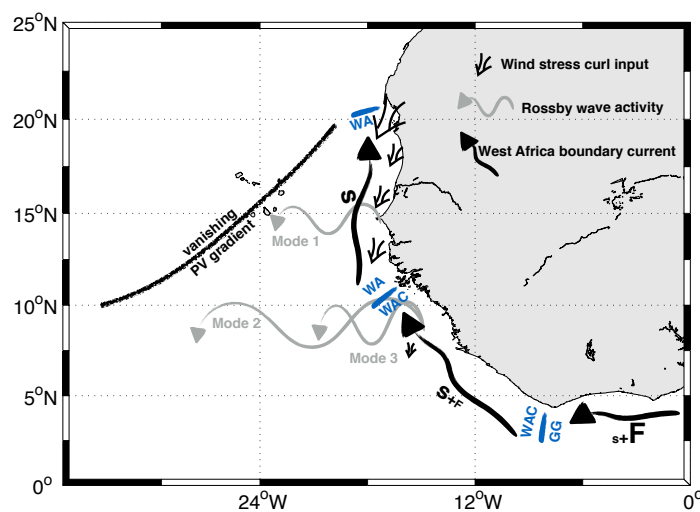 25°N
20°N
15°N
10°N
5°N
0°
24°W
12°W
0°
Wind stress curl input
Rossby wave activity
West Africa boundary current
WA
S
vanishing
PV gradient
Mode 1
WA
WAC
Mode 2
Mode 3
S+F
WAC
GG
s+F